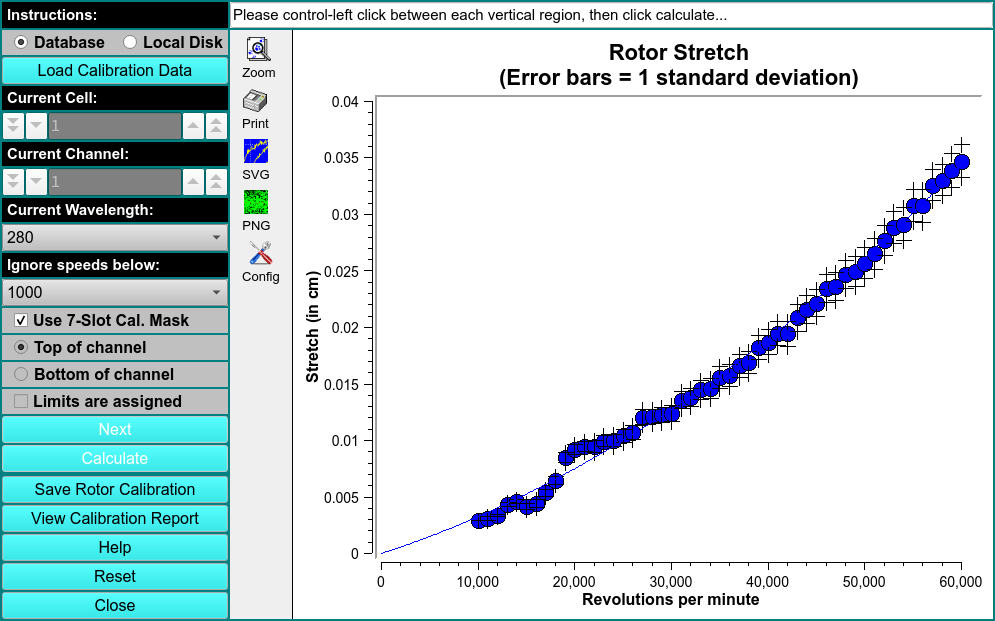 Instructions:
Please control-left click between each vertical region, then click calculate...
Database
Local Disk
Load Calibration Data
Current Cell:
1
Current Channel:
1
Current Wavelength:
280
Ignore speeds below:
1000
Use 7-Slot Cal. Mask
Top of channel
Bottom of channel
Limits are assigned
Next
Calculate
Save Rotor Calibration
View Calibration Report
Help
Reset
Close
Zoom
Print
SVG
PNG
Config
Rotor Stretch
(Error bars = 1 standard deviation)
Stretch (in cm)
0.04
0.035
0.03
0.025
0.02
0.015
0.01
0.005
0
0
10,000
20,000
30,000
40,000
50,000
60,000
Revolutions per minute